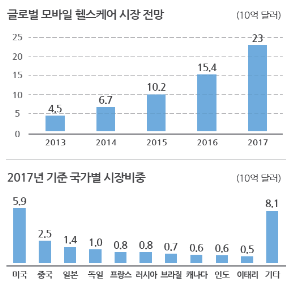 글로벌 모바일 헬스케어 시장 전망 (10억 달러)
25
20
15
10
5
0
4.5 6.7 10.2 15.4 23
2013 2014 2015 2016 2017
2017년 기준 국가별 시장비중 (10억 달러)
5.9 2.5 1.4 1.0 0.8 0.8 0.7 0.6 0.6 0.5 8.1
미국 중국 일본 독일 프랑스 러시아 브라질 캐나다 인도 이태리 기디